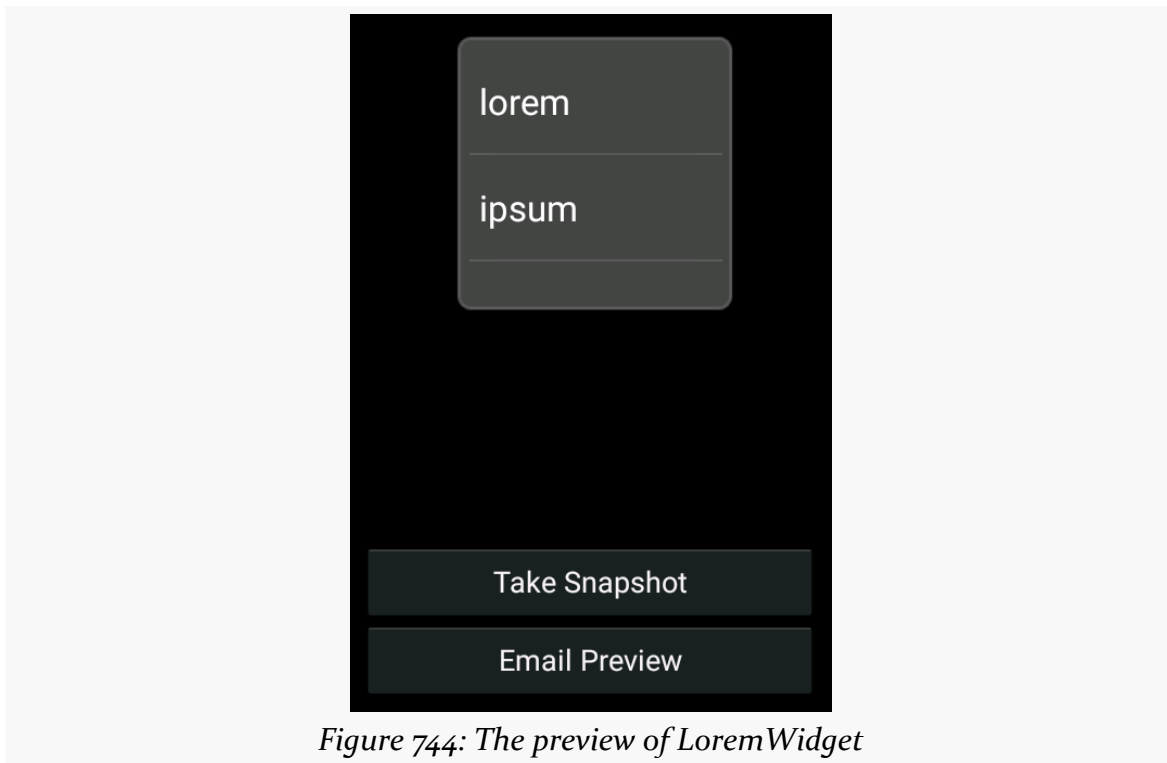 lorem
ipsum
Take Snapshot
Email Preview
Figure 744: The preview of LoremWidget